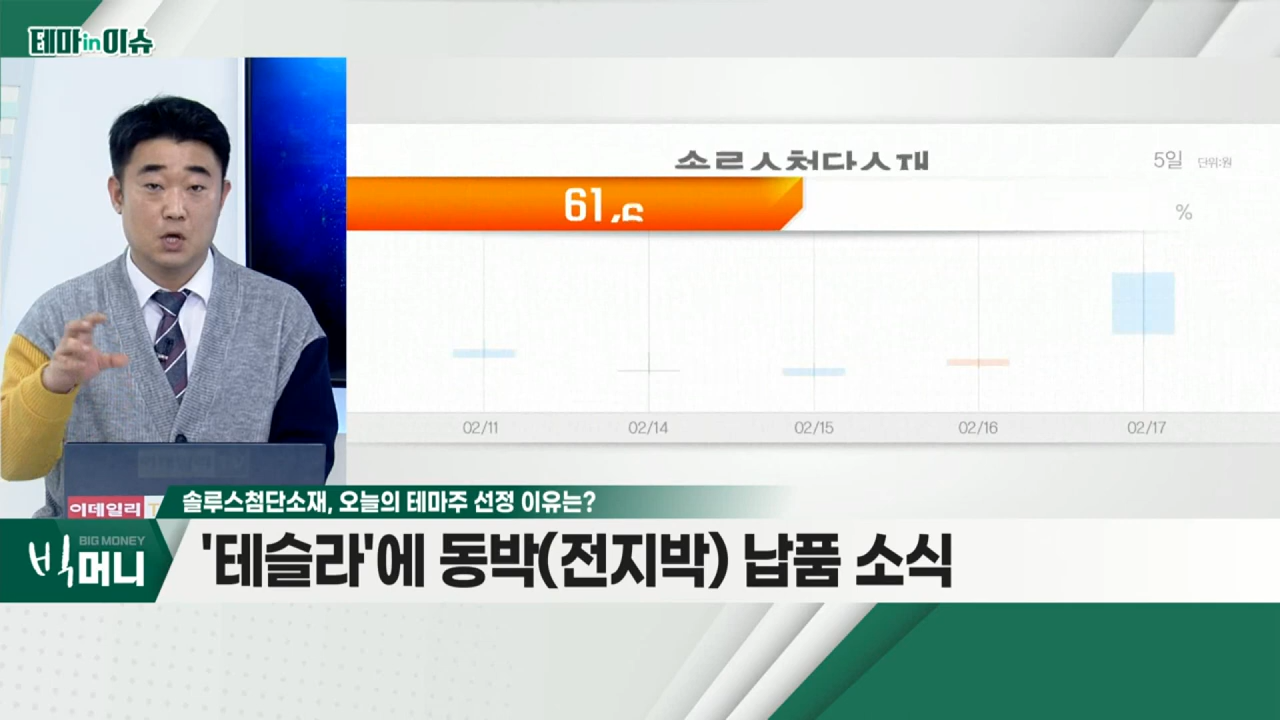 테마in이슈
솔루스첨단소재
5일 단위:원
61,6
%
02/11 02/14 02/15 02/16 02/17
이데일리 T
솔루스첨단소재, 오늘의 테마주 선정 이유는?
BIG MONEY
빅머니
'테슬라'에 동박(전지박) 납품 소식